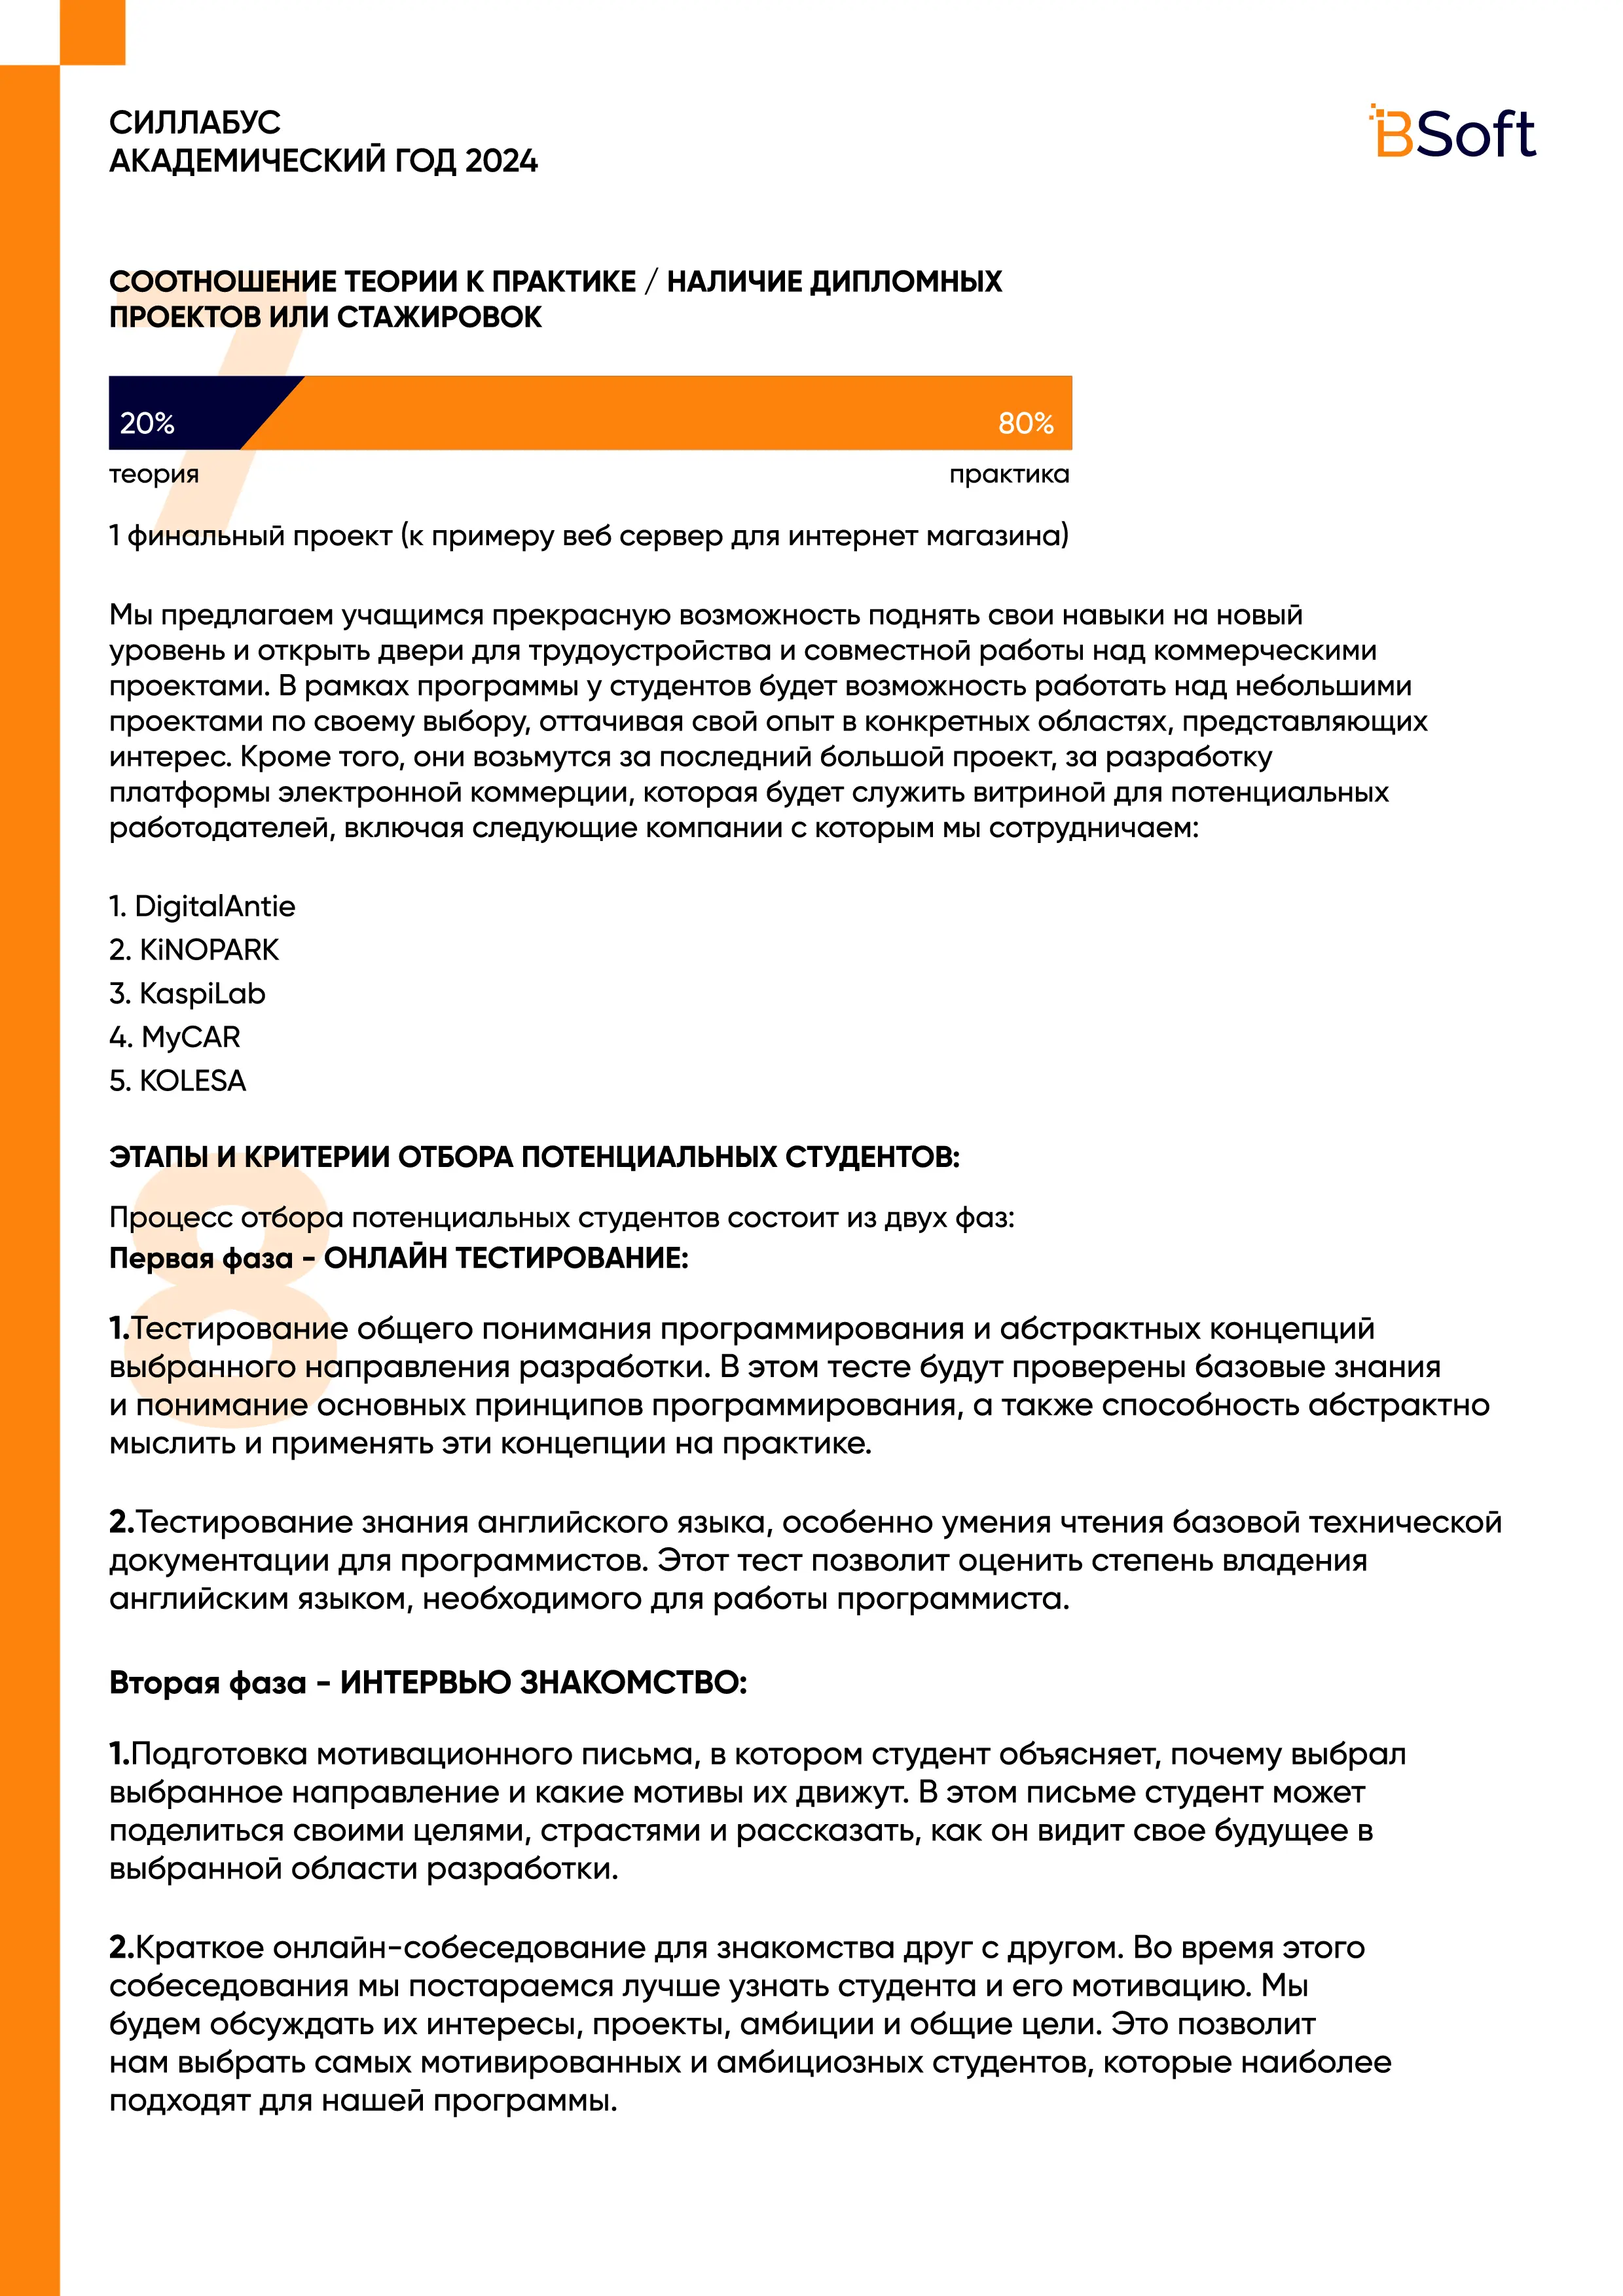 СИЛЛАБУС
АКАДЕМИЧЕСКИЙ ГОД 2024
BSoft
7
СООТНОШЕНИЕ ТЕОРИИ К ПРАКТИКЕ / НАЛИЧИЕ ДИПЛОМНЫХ
ПРОЕКТОВ ИЛИ СТАЖИРОВОК
20%
80%
теория
практика
1 финальный проект (к примеру веб сервер для интернет магазина)
Мы предлагаем учащимся прекрасную возможность поднять свои навыки на новый
уровень и открыть двери для трудоустройства и совместной работы над коммерческими
проектами. В рамках программы у студентов будет возможность работать над небольшими
проектами по своему выбору, оттачивая свой опыт в конкретных областях, представляющих
интерес. Кроме того, они возьмутся за последний большой проект, за разработку
платформы электронной коммерции, которая будет служить витриной для потенциальных
работодателей, включая следующие компании с которым мы сотрудничаем:
1. DigitalAntie
2. KiNOPARK
3. KaspiLab
4. MyCAR
5. KOLESA
8
ЭТАПЫ И КРИТЕРИИ ОТБОРА ПОТЕНЦИАЛЬНЫХ СТУДЕНТОВ:
Процесс отбора потенциальных студентов состоит из двух фаз:
Первая фаза - ОНЛАЙН ТЕСТИРОВАНИЕ:
1.Тестирование общего понимания программирования и абстрактных концепций
выбранного направления разработки. В этом тесте будут проверены базовые знания
и понимание основных принципов программирования, а также способность абстрактно
мыслить и применять эти концепции на практике.
2.Тестирование знания английского языка, особенно умения чтения базовой технической
документации для программистов. Этот тест позволит оценить степень владения
английским языком, необходимого для работы программиста.
Вторая фаза - ИНТЕРВЬЮ ЗНАКОМСТВО:
1.Подготовка мотивационного письма, в котором студент объясняет, почему выбрал
выбранное направление и какие мотивы их движут. В этом письме студент может
поделиться своими целями, страстями и рассказать, как он видит свое будущее в
выбранной области разработки.
2.Краткое онлайн-собеседование для знакомства друг с другом. Во время этого
собеседования мы постараемся лучше узнать студента и его мотивацию. Мы
будем обсуждать их интересы, проекты, амбиции и общие цели. Это позволит
нам выбрать самых мотивированных и амбициозных студентов, которые наиболее
подходят для нашей программы.